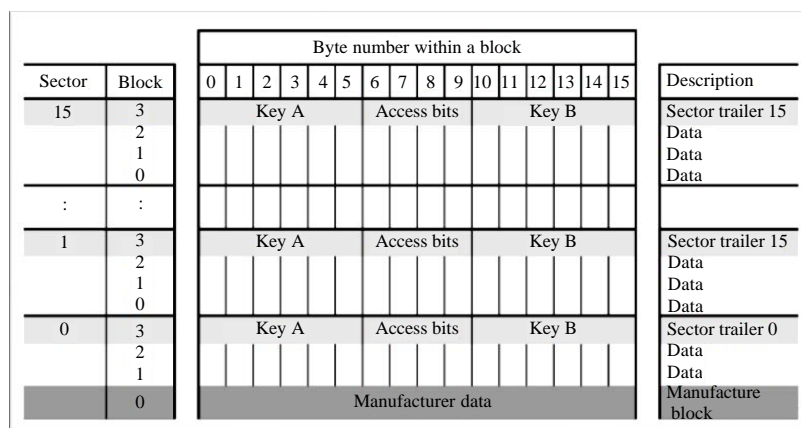 Byte number within a block
Sector Block 0 1 2 3 4 5 6 7 8 9 10 11 12 13 14 15 Description
15 3 Key A Access bits Key B Sector trailer 15
2 Data
1 Data
0 Data
: :
1 3 Key A Access bits Key B Sector trailer 15
2 Data
1 Data
0 Data
0 3 Key A Access bits Key B Sector trailer 0
2 Data
1 Data
0 Manufacturer data Manufacture
block